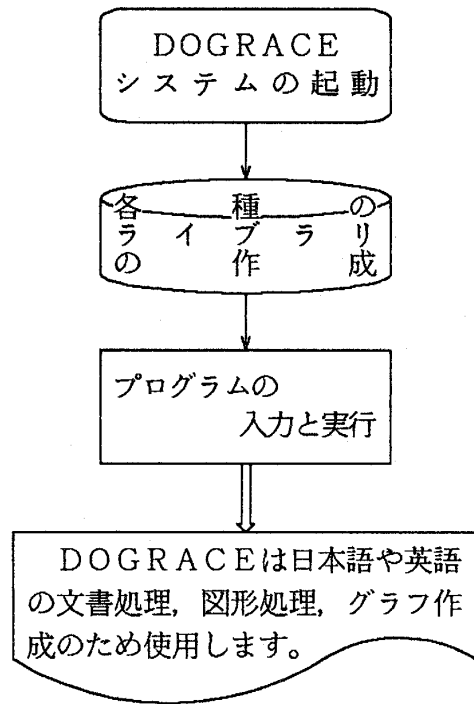 DOGRACE
システムの起動
各種の
ライブラリ
の作成
プログラムの
入力と実行
DOGRACEは日本語や英語
の文書処理，図形処理，グラフ作
成のため使用します。